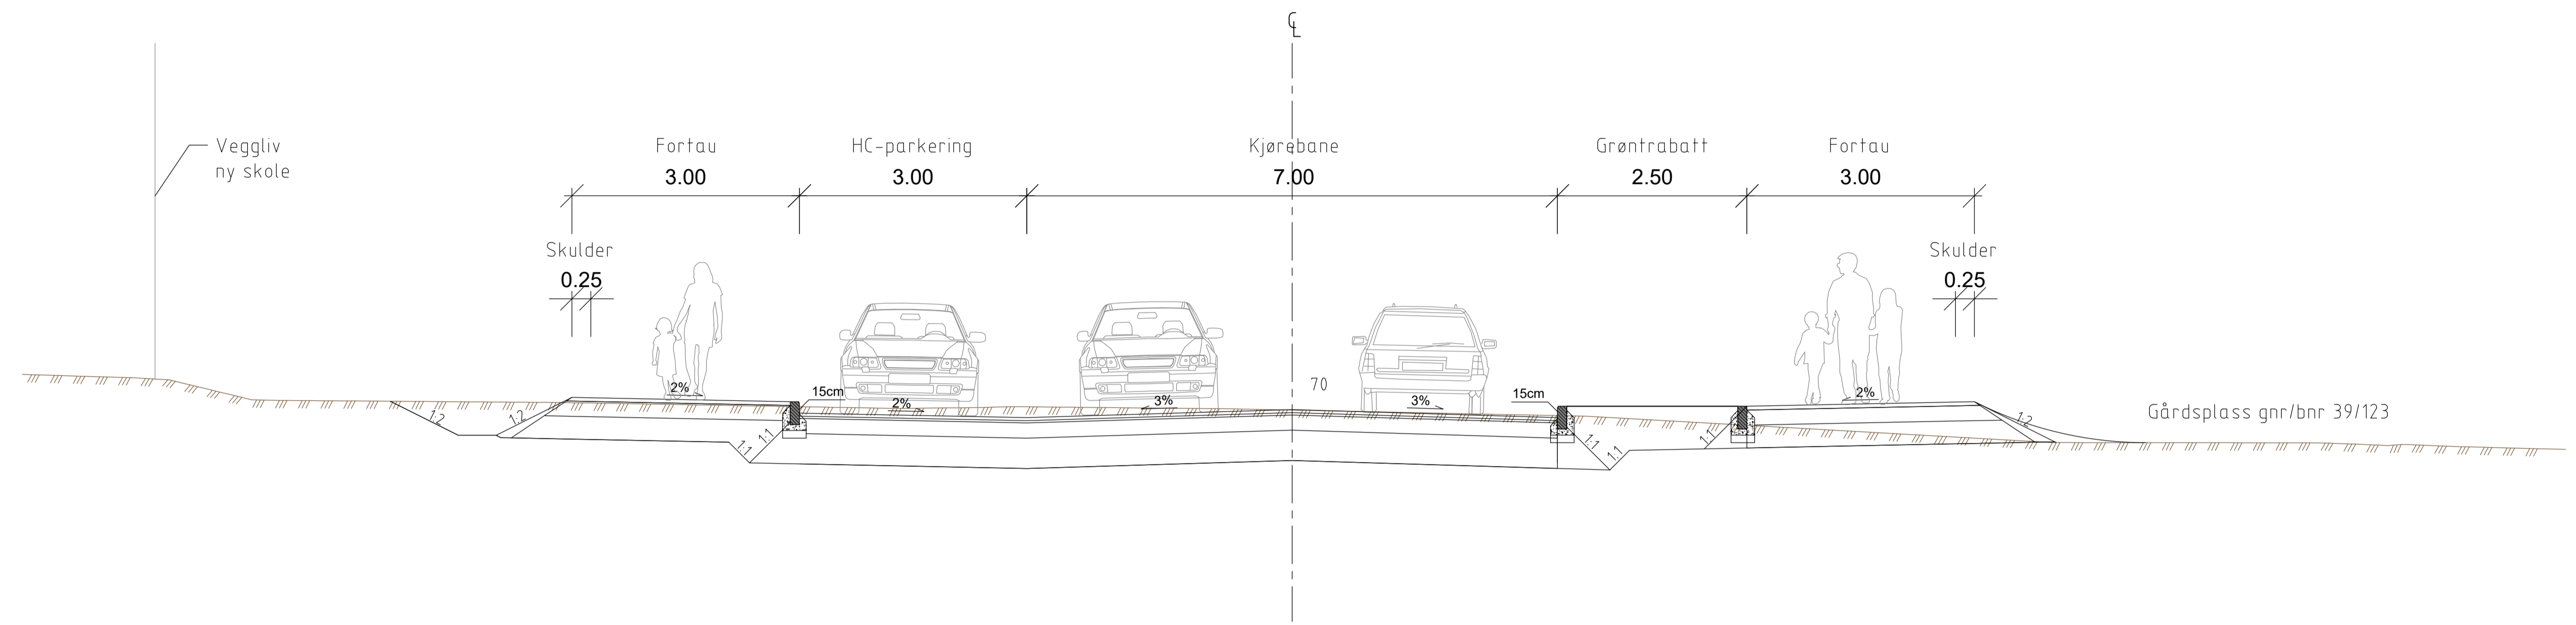 ℄
Veggliv
ny skole
Fortau
3.00
HC-parkering
3.00
Kjørebane
7.00
Grøntrabatt
2.50
Fortau
3.00
Skulder
0.25
Skulder
0.25
70
2%
15cm
2%
3%
3%
15cm
2%
1:2
1:2
1:1
1:1
1:1
1:1
1:1
1:2
Gårdsplass gnr/bnr 39/123